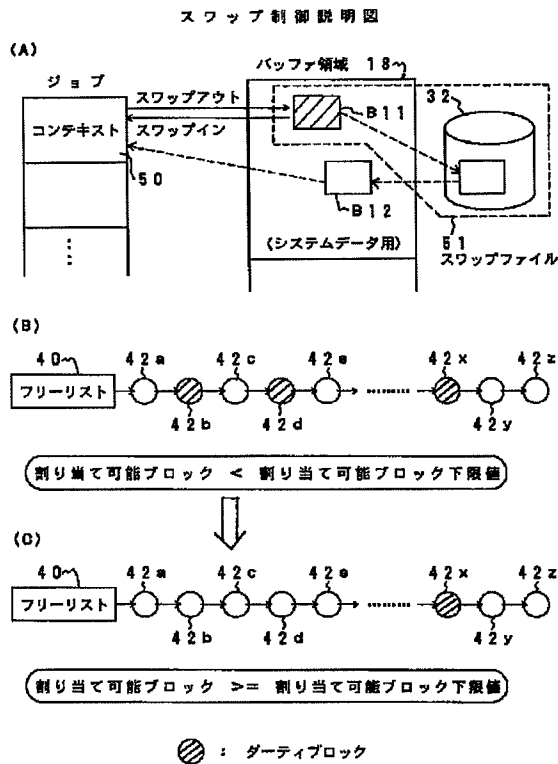 スワップ制御説明図
(A)
バッファ領域 18
ジョブ
スワップアウト
B11
32
コンテキスト
スワップイン
50
B12
51
(システムデータ用)
スワップファイル
(B)
40 42a 42c 42e 42x 42z
フリーリスト
42b 42d 42y
割り当て可能ブロック < 割り当て可能ブロック下限値
(C)
40 42a 42c 42e 42x 42z
フリーリスト
42b 42d 42y
割り当て可能ブロック >= 割り当て可能ブロック下限値
: ダーティブロック